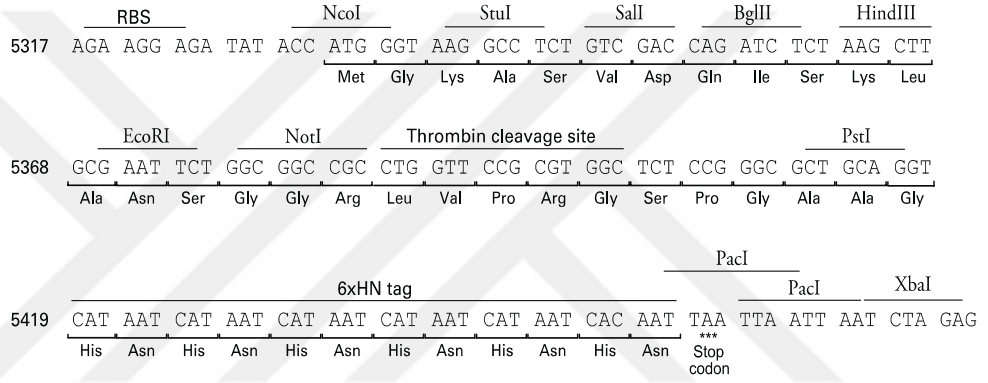 RBS NcoI StuI SalI BglII HindIII
5317 AGA AGG AGA TAT ACC ATG GGT AAG GCC TCT GTC GAC CAG ATC TCT AAG CTT
Met Gly Lys Ala Ser Val Asp Gln Ile Ser Lys Leu
EcoRI NotI Thrombin cleavage site PstI
5368 GCG AAT TCT GGC GGC CGC CTG GTT CCG CGT GGC TCT CCG GGC GCT GCA GGT
Ala Asn Ser Gly Gly Arg Leu Val Pro Arg Gly Ser Pro Gly Ala Ala Gly
PacI
6xHN tag PacI XbaI
5419 CAT AAT CAT AAT CAT AAT CAT AAT CAT AAT CAC AAT TAA TTA ATT AAT CTA GAG
***
His Asn His Asn His Asn His Asn His Asn His Asn Stop
codon